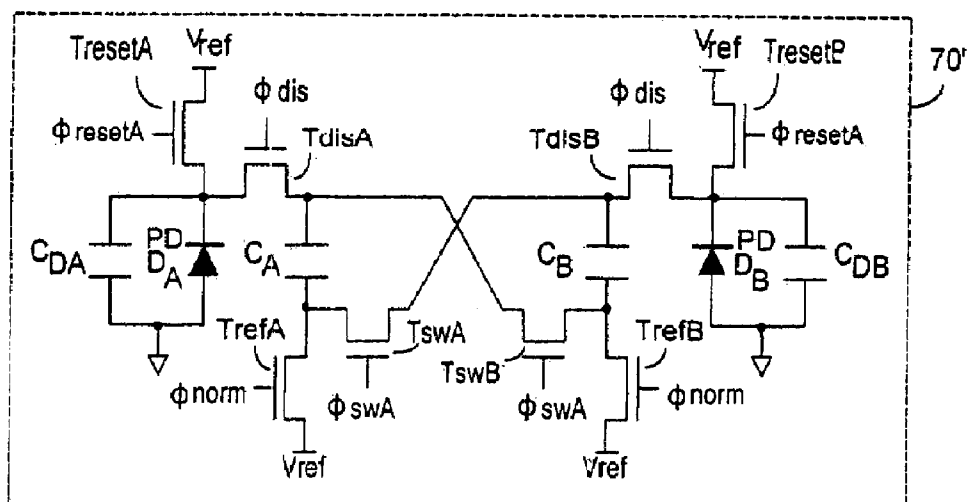 TresetA
Vref
Vref
TresetB
70'
ϕ dis
ϕ dis
ϕ resetA
TdisA
TdisB
ϕ resetA
CDA
PD
DA
CA
CB
PD
DB
CDB
TrefA
TswA
TswB
TrefB
ϕ norm
ϕ swA
ϕ swA
ϕ norm
Vref
Vref